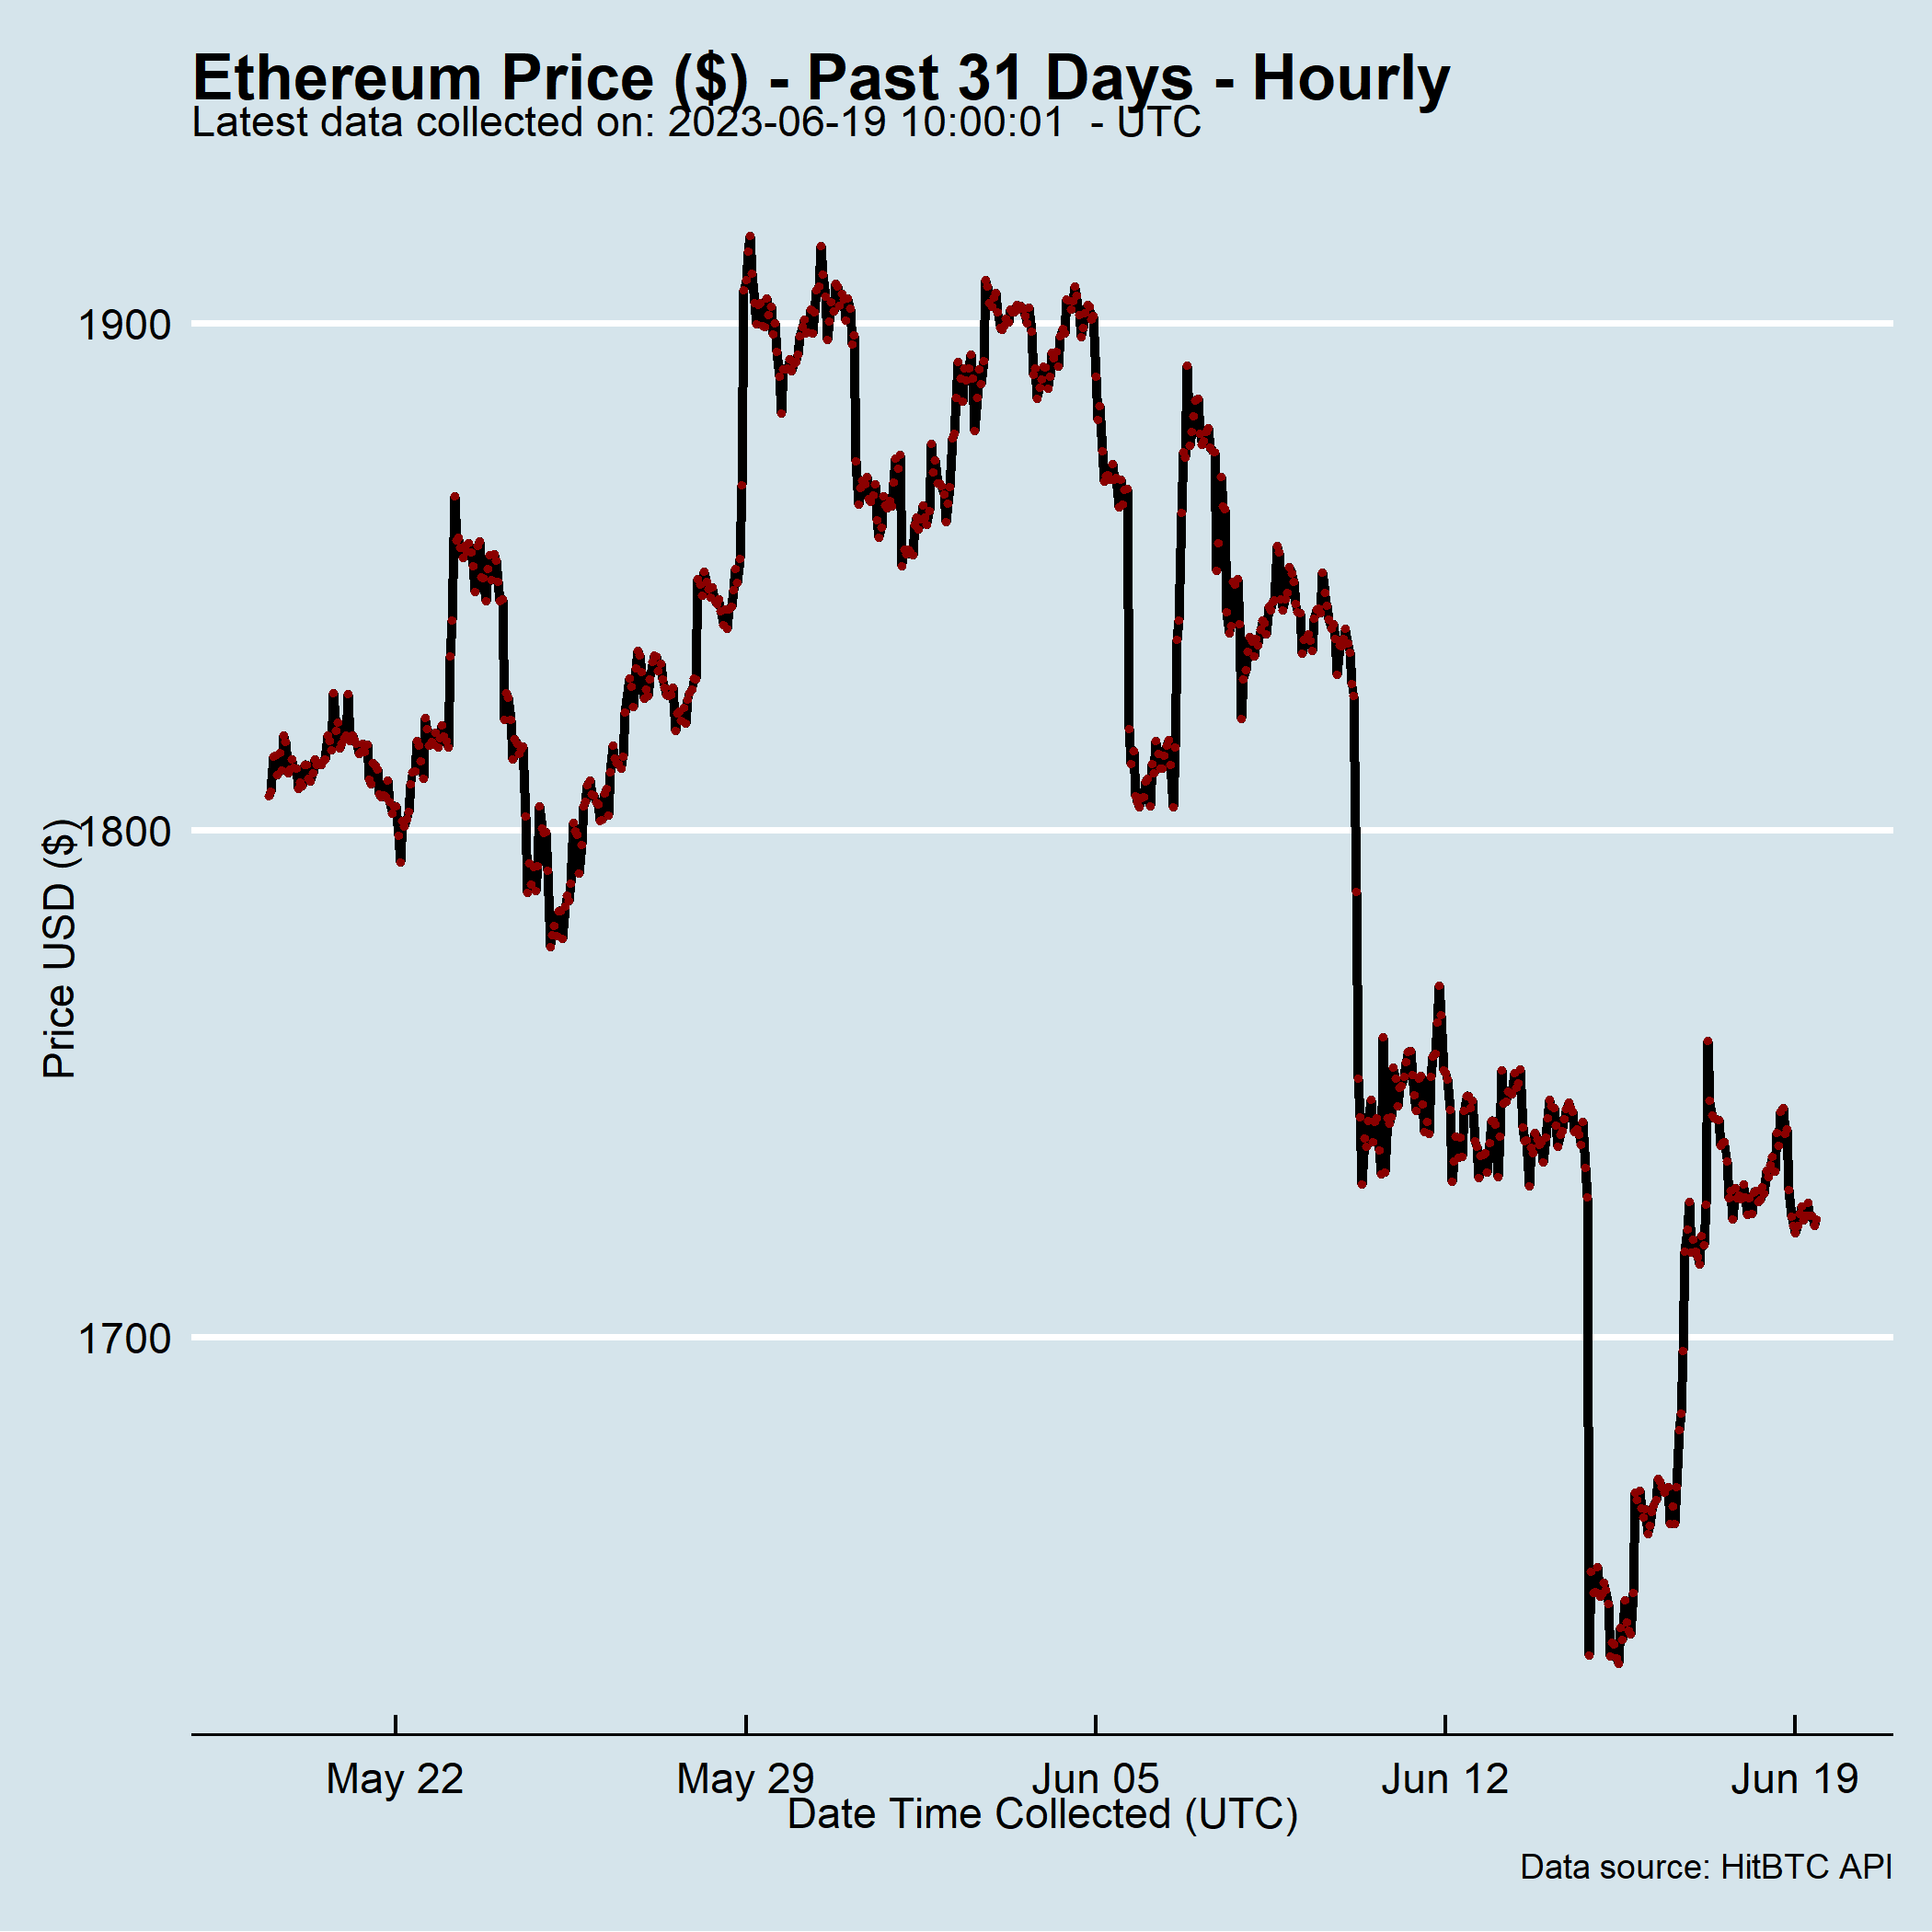 Ethereum Price ($) - Past 31 Days - Hourly
Latest data collected on: 2023-06-19 10:00:01  - UTC
1900
1800
1700
Price USD ($)
May 22
May 29
Jun 05
Jun 12
Jun 19
Date Time Collected (UTC)
Data source: HitBTC API